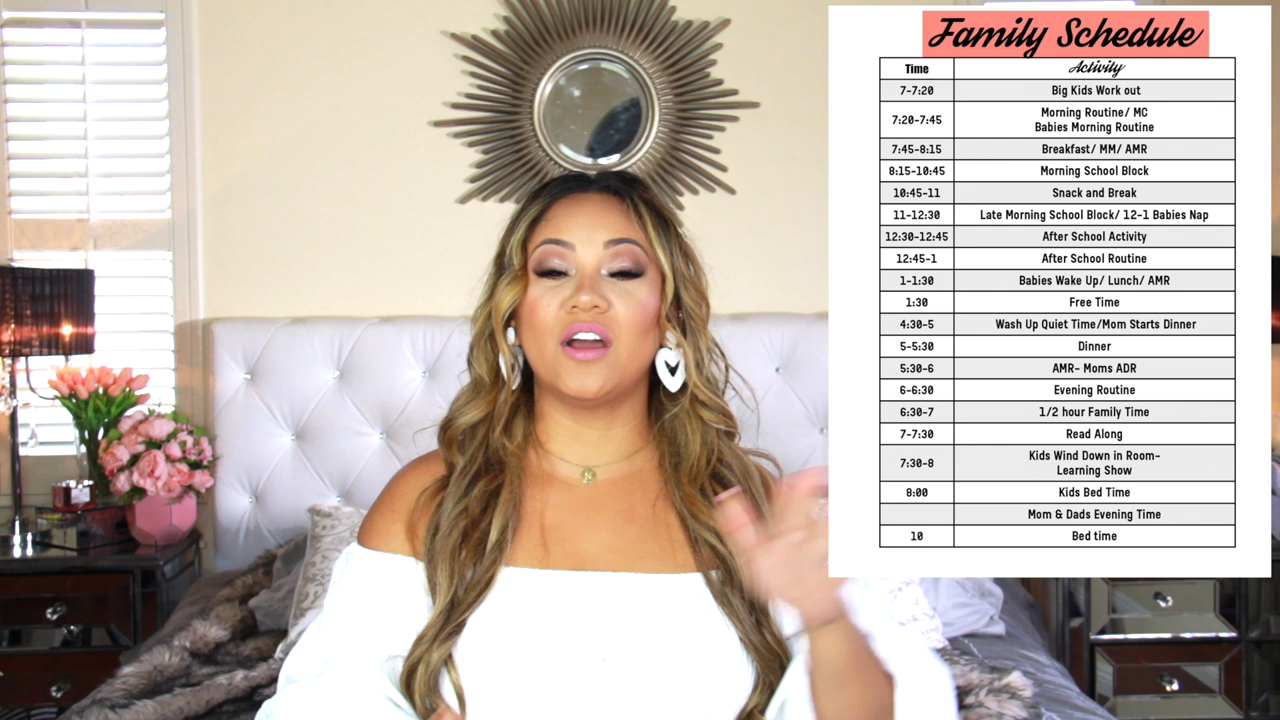 Family Schedule
Time Activity
7-7:20 Big Kids Work out
7:20-7:45 Morning Routine/ MC
Babies Morning Routine
7:45-8:15 Breakfast/ MM/ AMR
8:15-10:45 Morning School Block
10:45-11 Snack and Break
11-12:30 Late Morning School Block/ 12-1 Babies Nap
12:30-12:45 After School Activity
12:45-1 After School Routine
1-1:30 Babies Wake Up/ Lunch/ AMR
1:30 Free Time
4:30-5 Wash Up Quiet Time/Mom Starts Dinner
5-5:30 Dinner
5:30-6 AMR- Moms ADR
6-6:30 Evening Routine
6:30-7 1/2 hour Family Time
7-7:30 Read Along
7:30-8 Kids Wind Down in Room-
Learning Show
8:00 Kids Bed Time
Mom & Dads Evening Time
10 Bed time